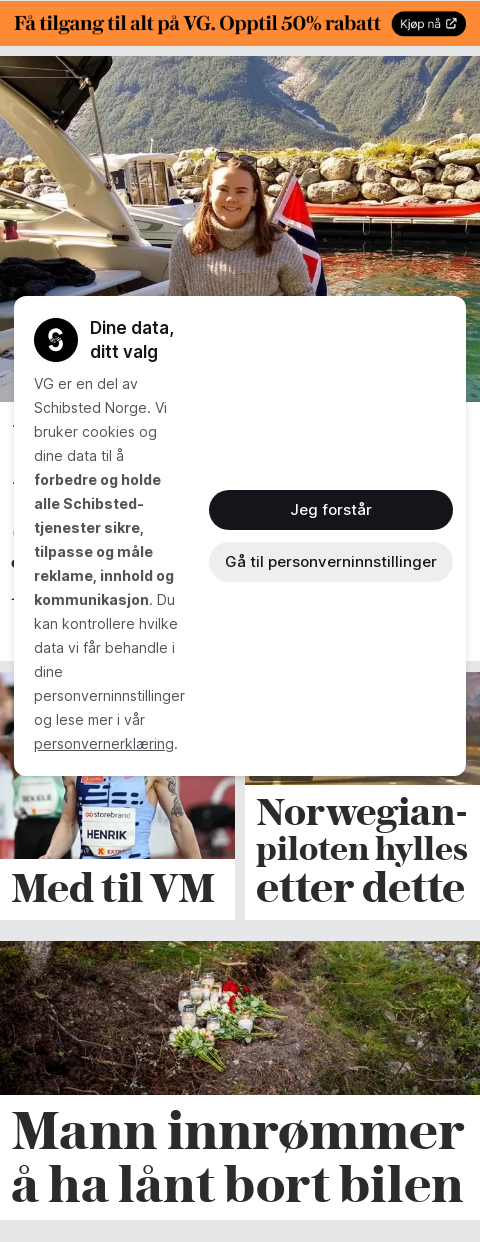 Få tilgang til alt på VG. Opptil 50% rabatt
Kjøp nå
Dine data,
ditt valg
VG er en del av
Schibsted Norge. Vi
bruker cookies og
dine data til å
forbedre og holde
alle Schibsted-
tjenester sikre,
tilpasse og måle
reklame, innhold og
kommunikasjon. Du
kan kontrollere hvilke
data vi får behandle i
dine
personverninnstillinger
og lese mer i vår
personvernerklæring.
Jeg forstår
Gå til personverninnstillinger
BEKELE
storebrand
HENRIK
EXTRA
Med til VM
Norwegian-
piloten hylles
etter dette
Mann innrømmer
å ha lånt bort bilen